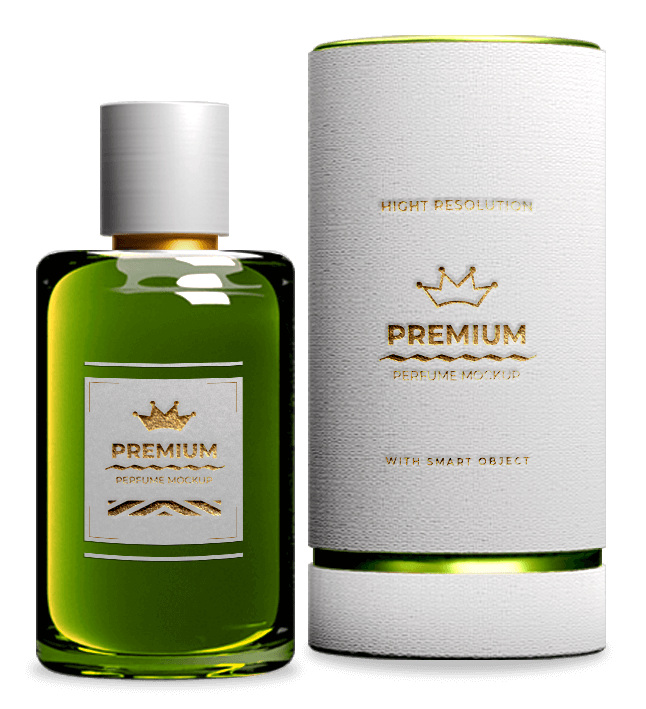 PREMIUM
PERFUME MOCKUP
HIGHT RESOLUTION
PREMIUM
PERFUME MOCKUP
WITH SMART OBJECT